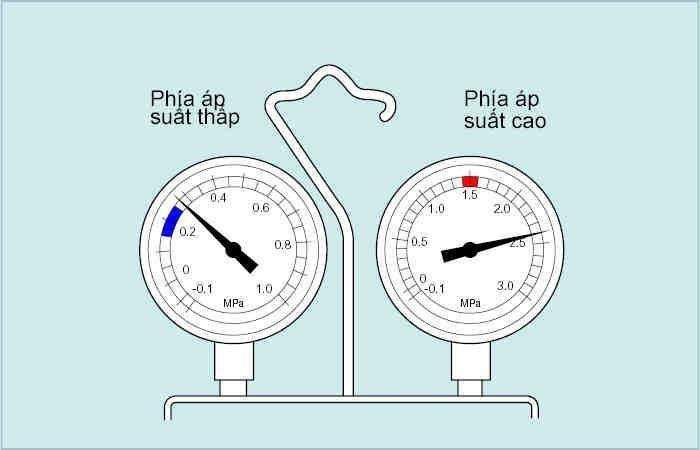 Phía áp
suất thấp
Phía áp
suất cao
0.4
0.6
0.2
0.8
0
-0.1
1.0
MPa
1.5
1.0
2.0
0.5
2.5
0
-0.1
3.0
MPa